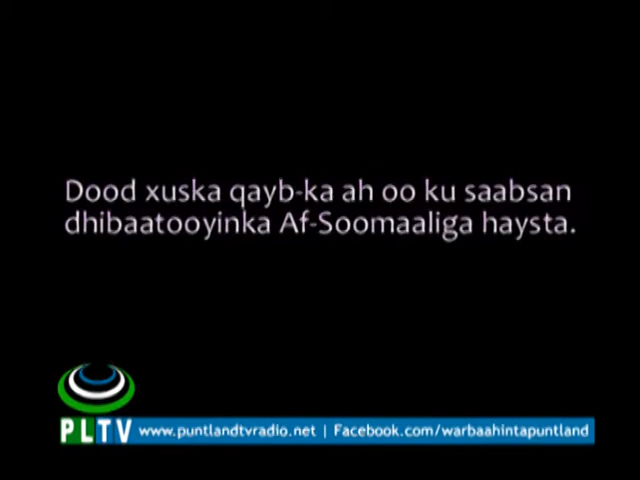 Dood xuska qayb-ka ah oo ku saabsan
dhibaatooyinka Af-Soomaaliga haysta.
PLTV www.puntlandtvradio.net | Facebook.com/warbaahintapuntland